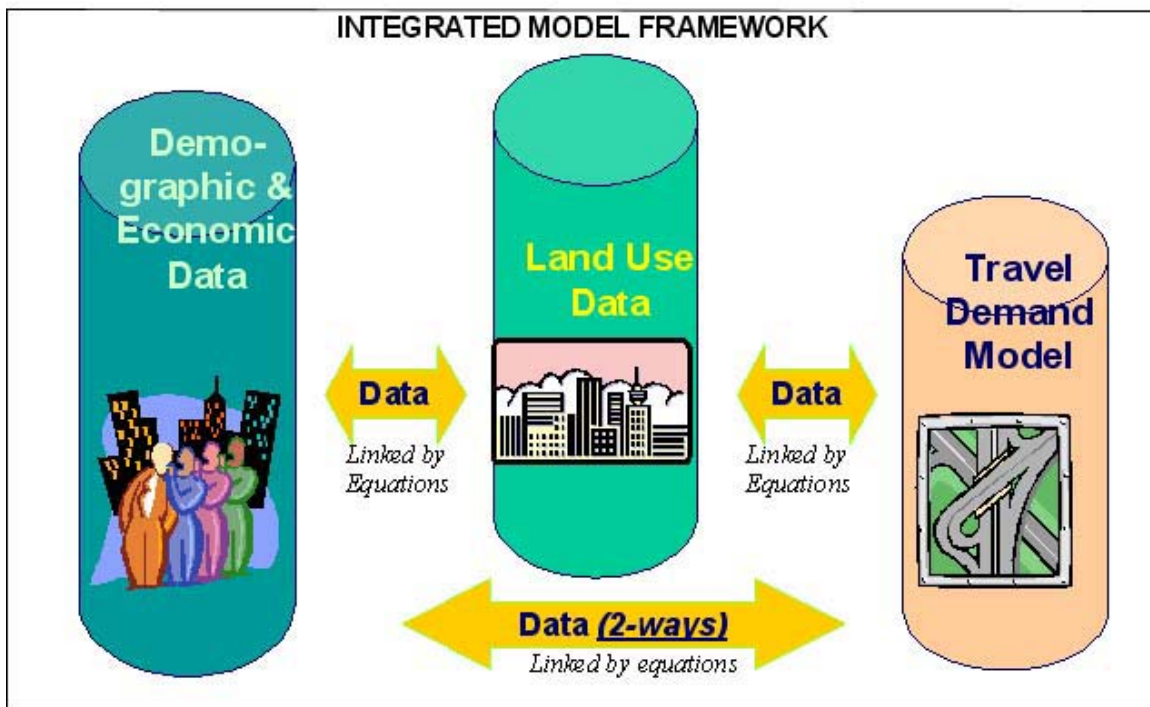 INTEGRATED MODEL FRAMEWORK
Demo-
graphic &
Economic
Data
Land Use
Data
Travel
Demand
Model
Data
Linked by
Equations
Data
Linked by
Equations
Data (2-ways)
Linked by equations